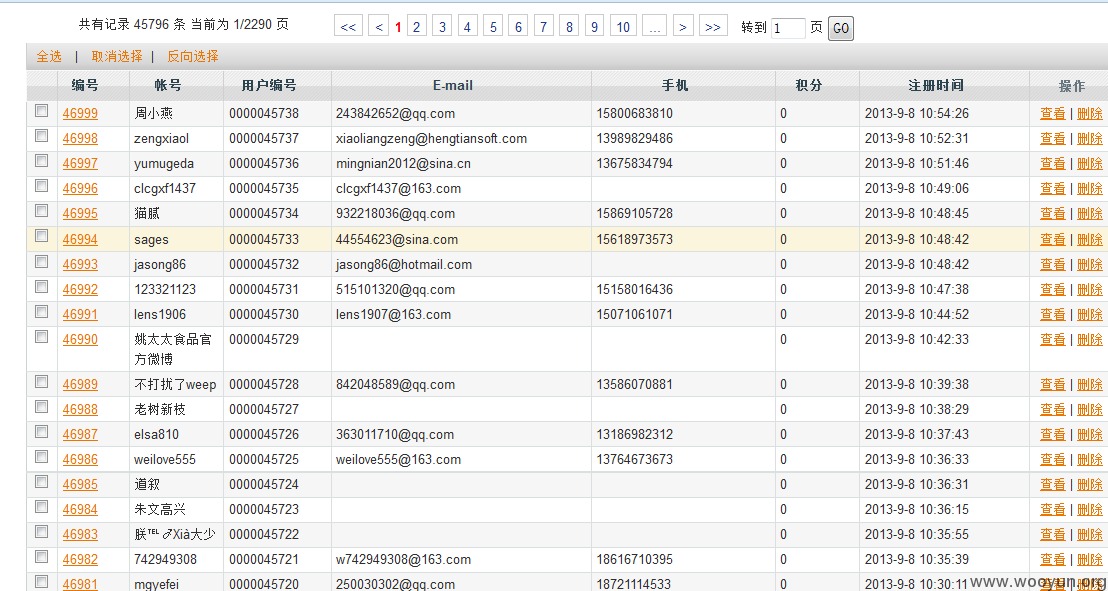 共有记录 45796 条 当前为 1/2290 页 << < 1 2 3 4 5 6 7 8 9 10 ... > >> 转到 1 页 GO
全选 | 取消选择 | 反向选择
编号 帐号 用户编号 E-mail 手机 积分 注册时间 操作
46999 周小燕 0000045738 243842652@qq.com 15800683810 0 2013-9-8 10:54:26 查看 | 删除
46998 zengxiaol 0000045737 xiaoliangzeng@hengtiansoft.com 13989829486 0 2013-9-8 10:52:31 查看 | 删除
46997 yumugeda 0000045736 mingnian2012@sina.cn 13675834794 0 2013-9-8 10:51:46 查看 | 删除
46996 clcgxf1437 0000045735 clcgxf1437@163.com 0 2013-9-8 10:49:06 查看 | 删除
46995 猫腻 0000045734 932218036@qq.com 15869105728 0 2013-9-8 10:48:45 查看 | 删除
46994 sages 0000045733 44554623@sina.com 15618973573 0 2013-9-8 10:48:42 查看 | 删除
46993 jasong86 0000045732 jasong86@hotmail.com 0 2013-9-8 10:48:42 查看 | 删除
46992 123321123 0000045731 515101320@qq.com 15158016436 0 2013-9-8 10:47:38 查看 | 删除
46991 lens1906 0000045730 lens1907@163.com 15071061071 0 2013-9-8 10:44:52 查看 | 删除
46990 姚太太食品官 0000045729 0 2013-9-8 10:42:33 查看 | 删除
方微博
46989 不打扰了weep 0000045728 842048589@qq.com 13586070881 0 2013-9-8 10:39:38 查看 | 删除
46988 老树新枝 0000045727 0 2013-9-8 10:38:29 查看 | 删除
46987 elsa810 0000045726 363011710@qq.com 13186982312 0 2013-9-8 10:37:43 查看 | 删除
46986 weilove555 0000045725 weilove555@163.com 13764673673 0 2013-9-8 10:36:33 查看 | 删除
46985 道叙 0000045724 0 2013-9-8 10:36:31 查看 | 删除
46984 朱文高兴 0000045723 0 2013-9-8 10:36:15 查看 | 删除
46983 朕℡♂Xià大少 0000045722 0 2013-9-8 10:35:55 查看 | 删除
46982 742949308 0000045721 w742949308@163.com 18616710395 0 2013-9-8 10:35:39 查看 | 删除
46981 mgyefei 0000045720 250030302@qq.com 18721114533 0 2013-9-8 10:30:11 查看 | 删除
www.wooyun.org